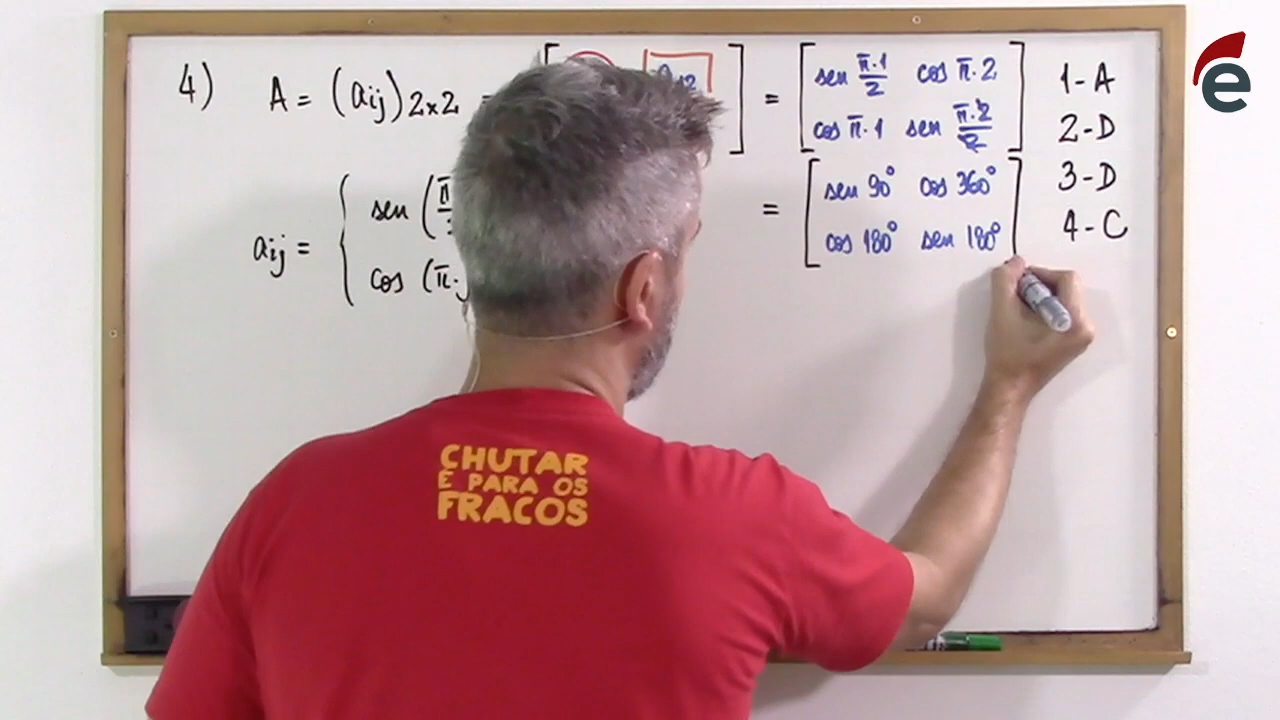 4) A = (aij)2x2 = [ a12 ] = [ sen π·1/2 cos π·2
cos π·1 sen π·2/2 ]
= [ sen 90° cos 360°
cos 180° sen 180° ]
aij = { sen (π
cos (π·j
1-A
2-D
3-D
4-C
CHUTAR
É PARA OS
FRACOS
e